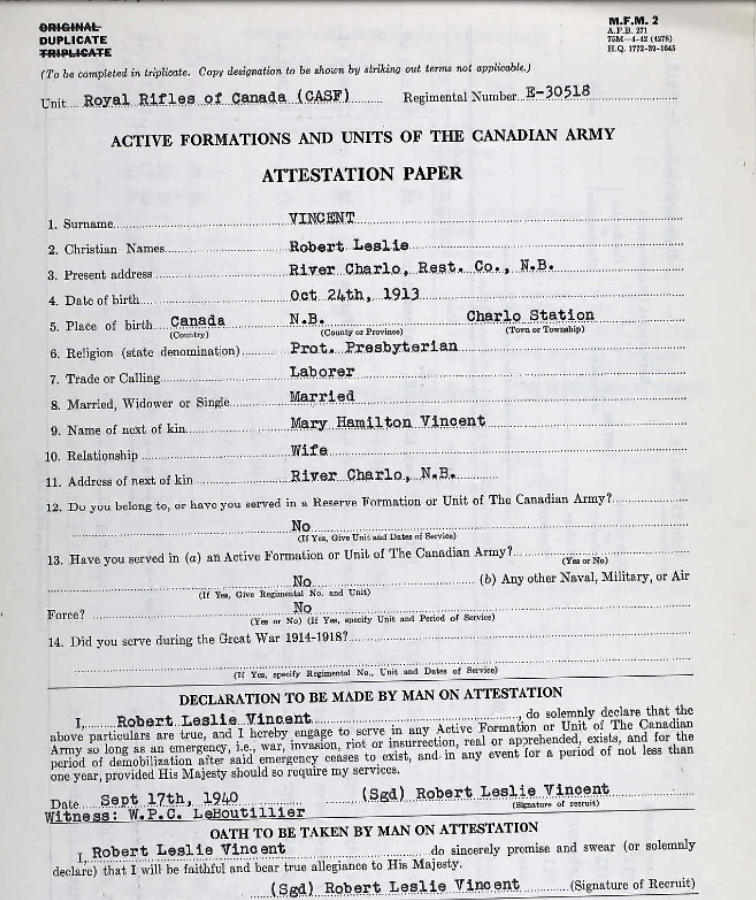 ORIGINAL
DUPLICATE
TRIPLICATE
M.F.M. 2
A.F.B. 271
75M—4-42 (4276)
H.Q. 1772-39-1645
(To be completed in triplicate. Copy designation to be shown by striking out terms not applicable.)
Unit Royal Rifles of Canada (CASF) Regimental Number E-30518
ACTIVE FORMATIONS AND UNITS OF THE CANADIAN ARMY
ATTESTATION PAPER
1. Surname VINCENT
2. Christian Names Robert Leslie
3. Present address River Charlo, Rest. Co., N.B.
4. Date of birth Oct 24th, 1913
5. Place of birth Canada N.B. Charlo Station
(Country) (County or Province) (Town or Township)
6. Religion (state denomination) Prot. Presbyterian
7. Trade or Calling Laborer
8. Married, Widower or Single Married
9. Name of next of kin Mary Hamilton Vincent
10. Relationship Wife
11. Address of next of kin River Charlo, N.B.
12. Do you belong to, or have you served in a Reserve Formation or Unit of The Canadian Army?
No
(If Yes, Give Unit and Dates of Service)
13. Have you served in (a) an Active Formation or Unit of The Canadian Army?
(Yes or No)
No (b) Any other Naval, Military, or Air
(If Yes, Give Regimental No. and Unit)
Force? No
(Yes or No) (If Yes, specify Unit and Period of Service)
14. Did you serve during the Great War 1914-1918?
(If Yes, specify Regimental No., Unit and Dates of Service)
DECLARATION TO BE MADE BY MAN ON ATTESTATION
I, Robert Leslie Vincent, do solemnly declare that the
above particulars are true, and I hereby engage to serve in any Active Formation or Unit of The Canadian
Army so long as an emergency, i.e., war, invasion, riot or insurrection, real or apprehended, exists, and for the
period of demobilization after said emergency ceases to exist, and in any event for a period of not less than
one year, provided His Majesty should so require my services.
Date Sept 17th, 1940 (Sgd) Robert Leslie Vincent
(Signature of recruit)
Witness: W.P.C. LeBoutillier
OATH TO BE TAKEN BY MAN ON ATTESTATION
I, Robert Leslie Vincent do sincerely promise and swear (or solemnly
declare) that I will be faithful and bear true allegiance to His Majesty.
(Sgd) Robert Leslie Vincent (Signature of Recruit)